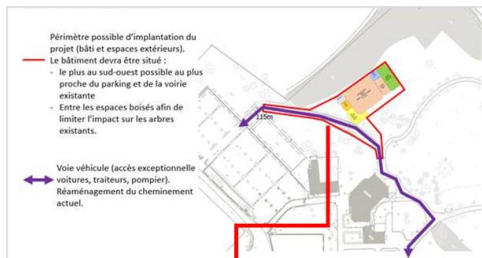 Périmètre possible d'implantation du
projet (bâti et espaces extérieurs).
Le bâtiment devra être situé :
- le plus au sud-ouest possible au plus
proche du parking et de la voirie
existante
- Entre les espaces boisés afin de
limiter l'impact sur les arbres
existants.
115m
Voie véhicule (accès exceptionnelle
voitures, traiteurs, pompier).
Réaménagement du cheminement
actuel.